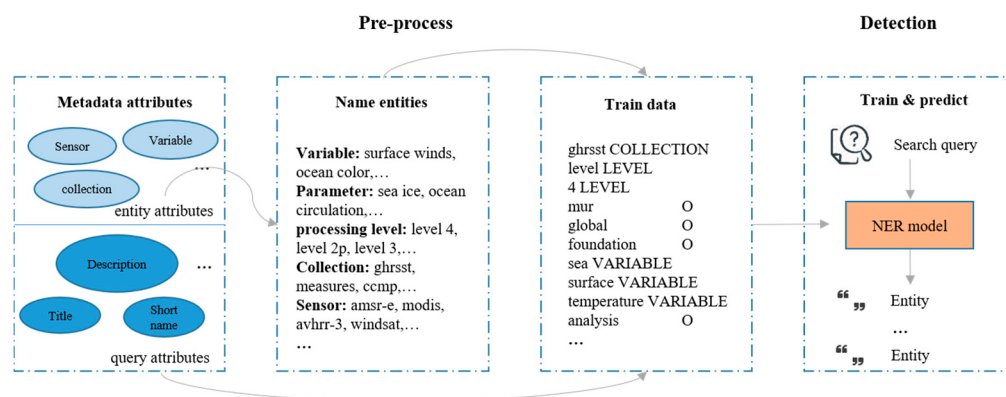 Pre-process
Detection
Metadata attributes
Sensor
Variable
...
collection
entity attributes
Description
...
Title
Short
name
query attributes
Name entities
Variable: surface winds,
ocean color,...
Parameter: sea ice, ocean
circulation,...
processing level: level 4,
level 2p, level 3,...
Collection: ghrsst,
measures, ccmp,...
Sensor: amsr-e, modis,
avhrr-3, windsat,...
...
Train data
ghrsst COLLECTION
level LEVEL
4 LEVEL
mur O
global O
foundation O
sea VARIABLE
surface VARIABLE
temperature VARIABLE
analysis O
...
Train & predict
?
Search query
NER model
“ „ Entity
...
“ „ Entity